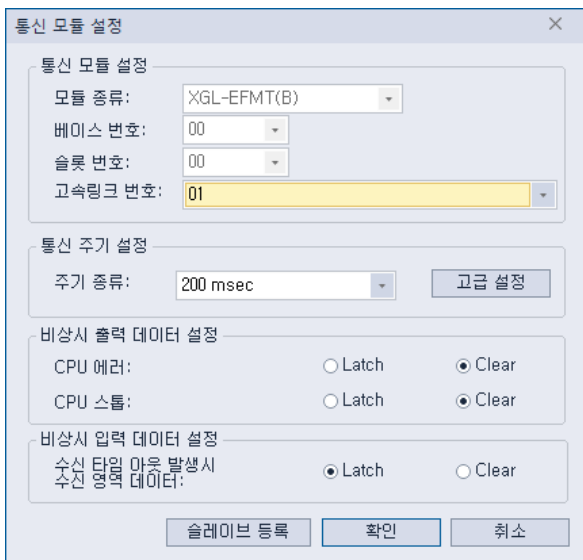 통신 모듈 설정
통신 모듈 설정
모듈 종류: XGL-EFMT(B)
베이스 번호: 00
슬롯 번호: 00
고속링크 번호: 01
통신 주기 설정
주기 종류: 200 msec 고급 설정
비상시 출력 데이터 설정
CPU 에러: Latch Clear
CPU 스톱: Latch Clear
비상시 입력 데이터 설정
수신 타임 아웃 발생시
수신 영역 데이터: Latch Clear
슬레이브 등록 확인 취소